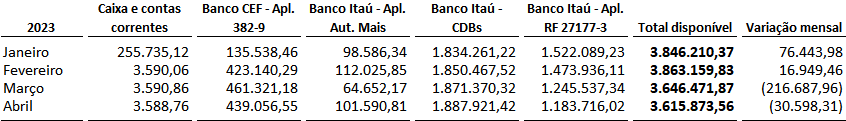 2023 Caixa e contas correntes Banco CEF - Apl. 382-9 Banco Itaú - Apl. Aut. Mais Banco Itaú - CDBs Banco Itaú - Apl. RF 27177-3 Total disponível Variação mensal
Janeiro 255.735,12 135.538,46 98.586,34 1.834.261,22 1.522.089,23 3.846.210,37 76.443,98
Fevereiro 3.590,06 423.140,29 112.025,85 1.850.467,52 1.473.936,11 3.863.159,83 16.949,46
Março 3.590,86 461.321,18 64.652,17 1.871.370,32 1.245.537,34 3.646.471,87 (216.687,96)
Abril 3.588,76 439.056,55 101.590,81 1.887.921,42 1.183.716,02 3.615.873,56 (30.598,31)